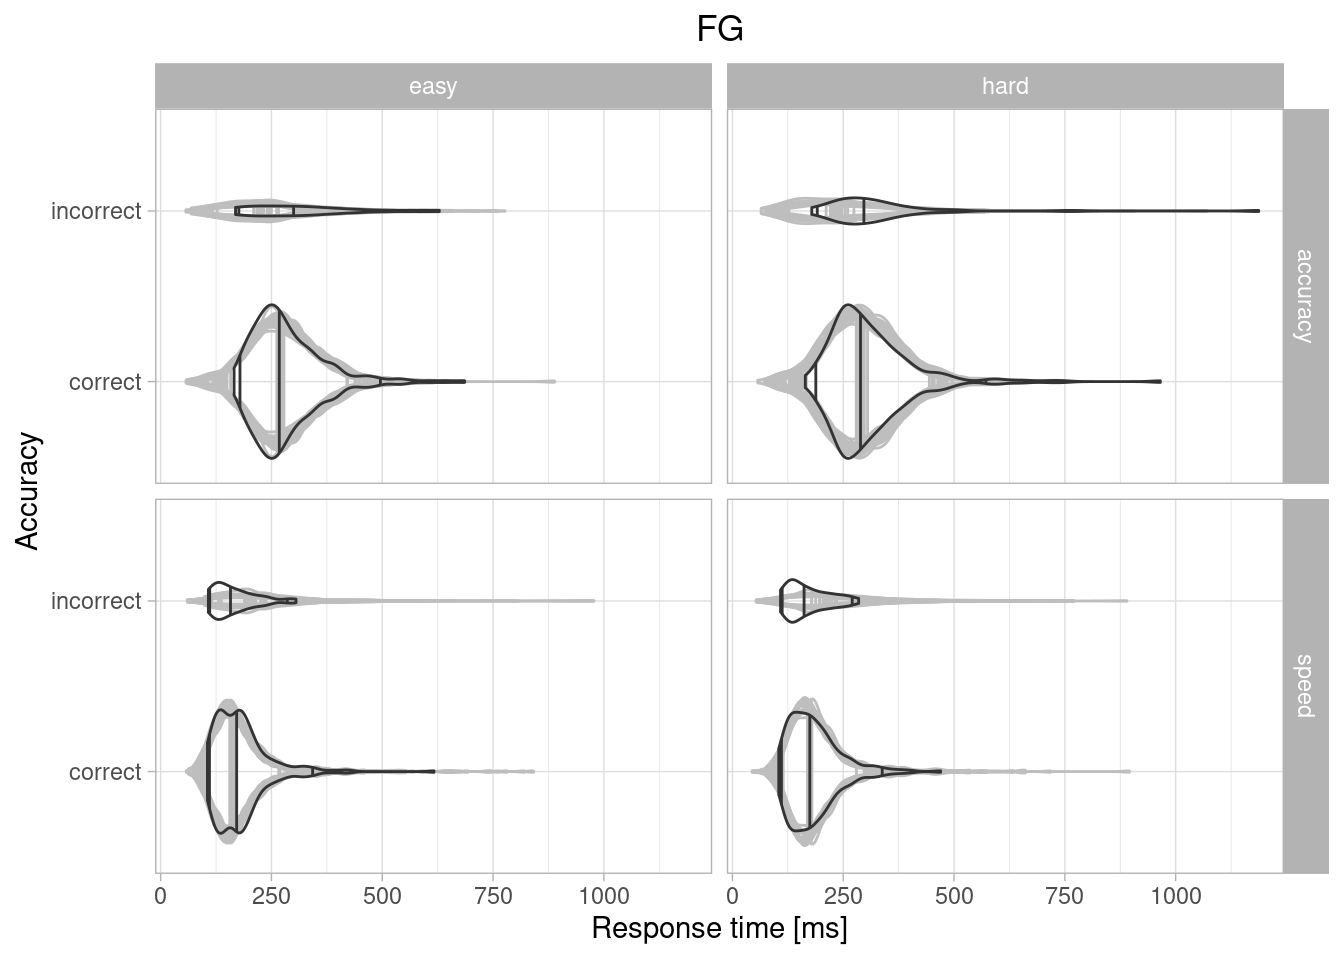 FG
easy
hard
incorrect
correct
accuracy
incorrect
correct
speed
Accuracy
0 250 500 750 1000
0 250 500 750 1000
Response time [ms]